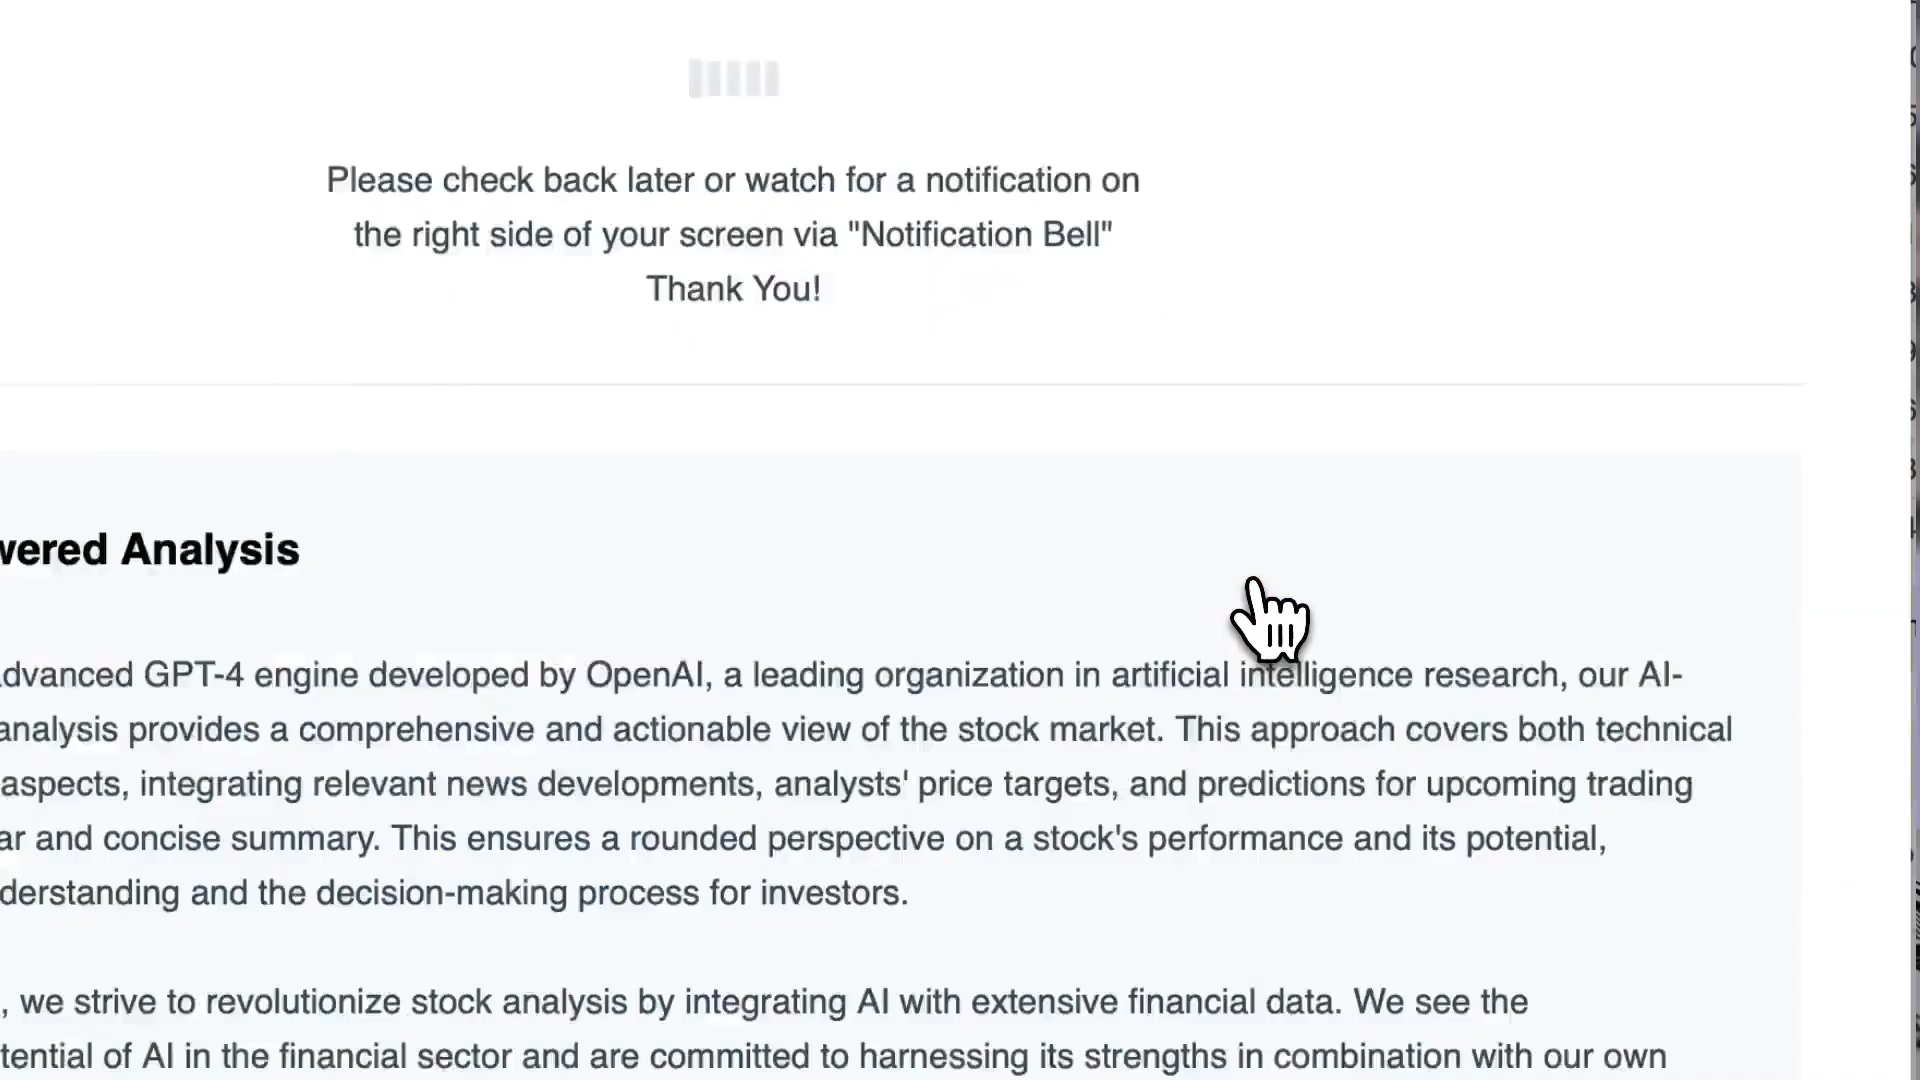 Please check back later or watch for a notification on
the right side of your screen via "Notification Bell"
Thank You!
Analysis
GPT-4 engine developed by OpenAI, a leading organization in artificial intelligence research, our AI-
analysis provides a comprehensive and actionable view of the stock market. This approach covers both technical
aspects, integrating relevant news developments, analysts' price targets, and predictions for upcoming trading
and concise summary. This ensures a rounded perspective on a stock's performance and its potential,
and the decision-making process for investors.
, we strive to revolutionize stock analysis by integrating AI with extensive financial data. We see the
of AI in the financial sector and are committed to harnessing its strengths in combination with our own